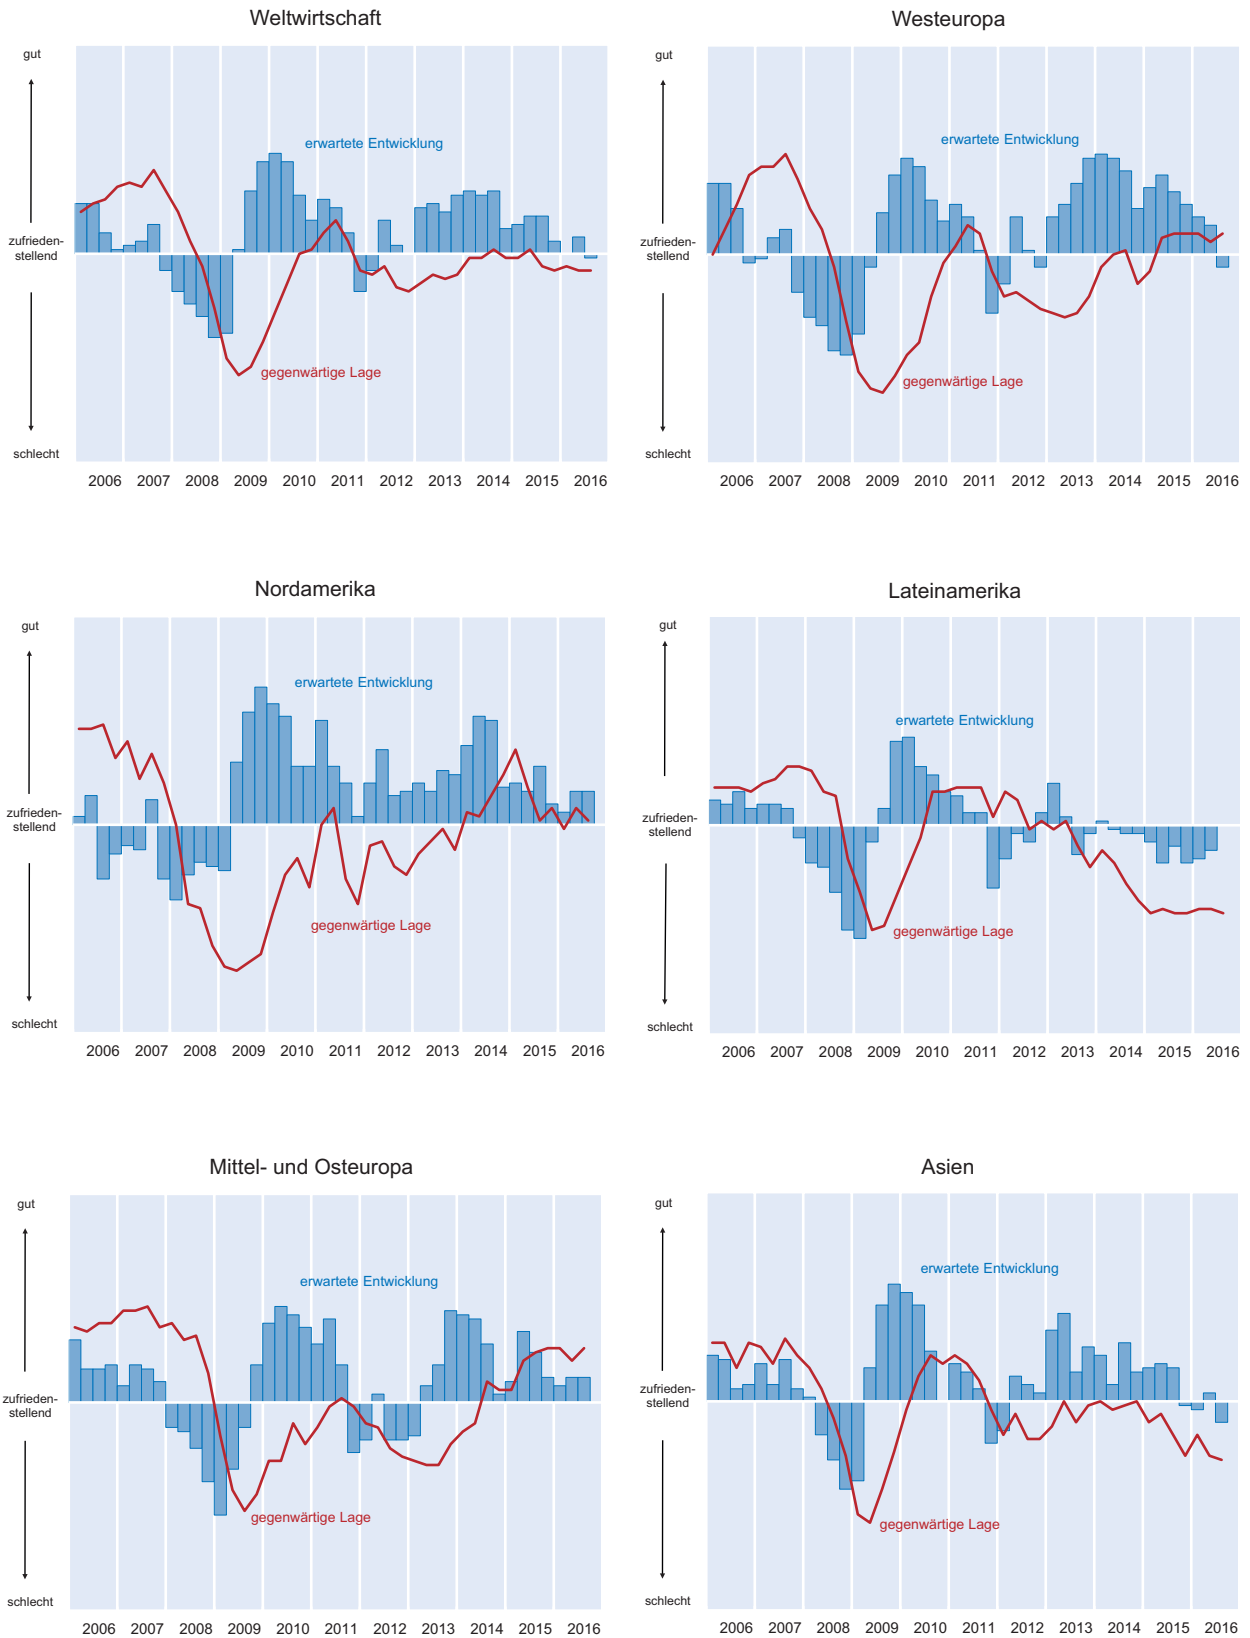 Weltwirtschaft
gut
zufrieden-
stellend
schlecht
erwartete Entwicklung
gegenwärtige Lage
2006 2007 2008 2009 2010 2011 2012 2013 2014 2015 2016
Westeuropa
gut
zufrieden-
stellend
schlecht
erwartete Entwicklung
gegenwärtige Lage
2006 2007 2008 2009 2010 2011 2012 2013 2014 2015 2016
Nordamerika
gut
zufrieden-
stellend
schlecht
erwartete Entwicklung
gegenwärtige Lage
2006 2007 2008 2009 2010 2011 2012 2013 2014 2015 2016
Lateinamerika
gut
zufrieden-
stellend
schlecht
erwartete Entwicklung
gegenwärtige Lage
2006 2007 2008 2009 2010 2011 2012 2013 2014 2015 2016
Mittel- und Osteuropa
gut
zufrieden-
stellend
schlecht
erwartete Entwicklung
gegenwärtige Lage
2006 2007 2008 2009 2010 2011 2012 2013 2014 2015 2016
Asien
gut
zufrieden-
stellend
schlecht
erwartete Entwicklung
gegenwärtige Lage
2006 2007 2008 2009 2010 2011 2012 2013 2014 2015 2016